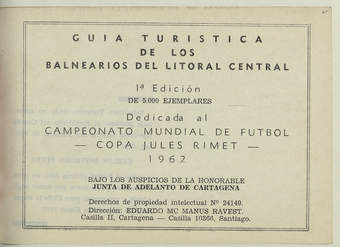 GUIA TURISTICA
DE LOS
BALNEARIOS DEL LITORAL CENTRAL
1ª Edición
DE 5.000 EJEMPLARES
Dedicada al
CAMPEONATO MUNDIAL DE FUTBOL
— COPA JULES RIMET —
1962
BAJO LOS AUSPICIOS DE LA HONORABLE
JUNTA DE ADELANTO DE CARTAGENA
Derechos de propiedad intelectual Nº 24149.
Dirección: EDUARDO MC MANUS RAVEST.
Casilla 11, Cartagena — Casilla 10366, Santiago.